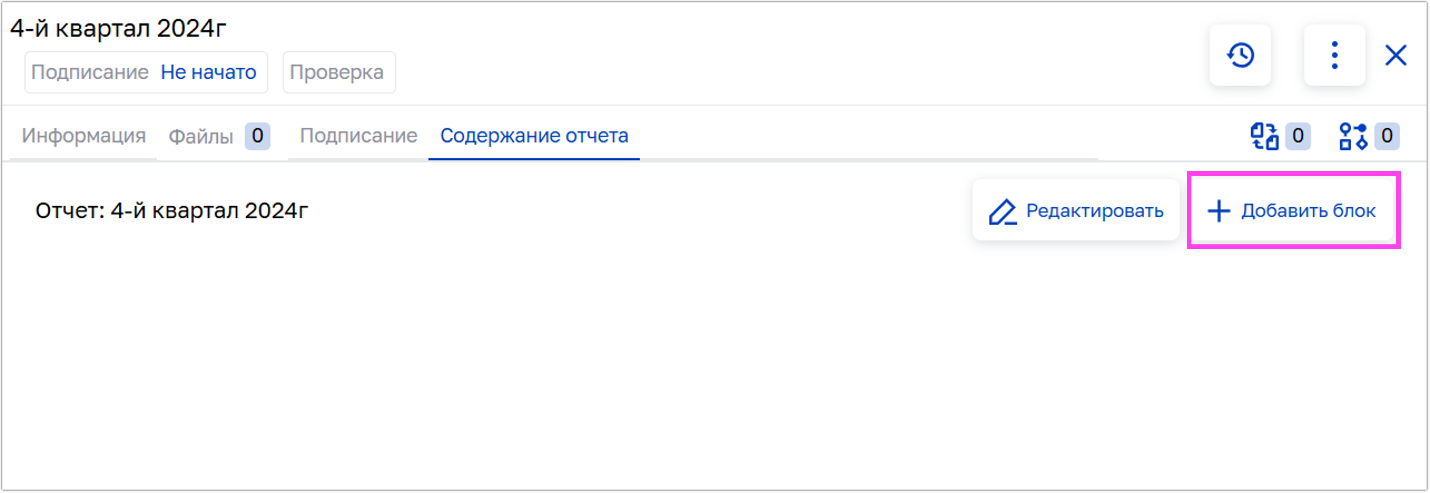 4-й квартал 2024г
Подписание Не начато Проверка
Информация Файлы 0 Подписание Содержание отчета 0 0
Отчет: 4-й квартал 2024г Редактировать Добавить блок